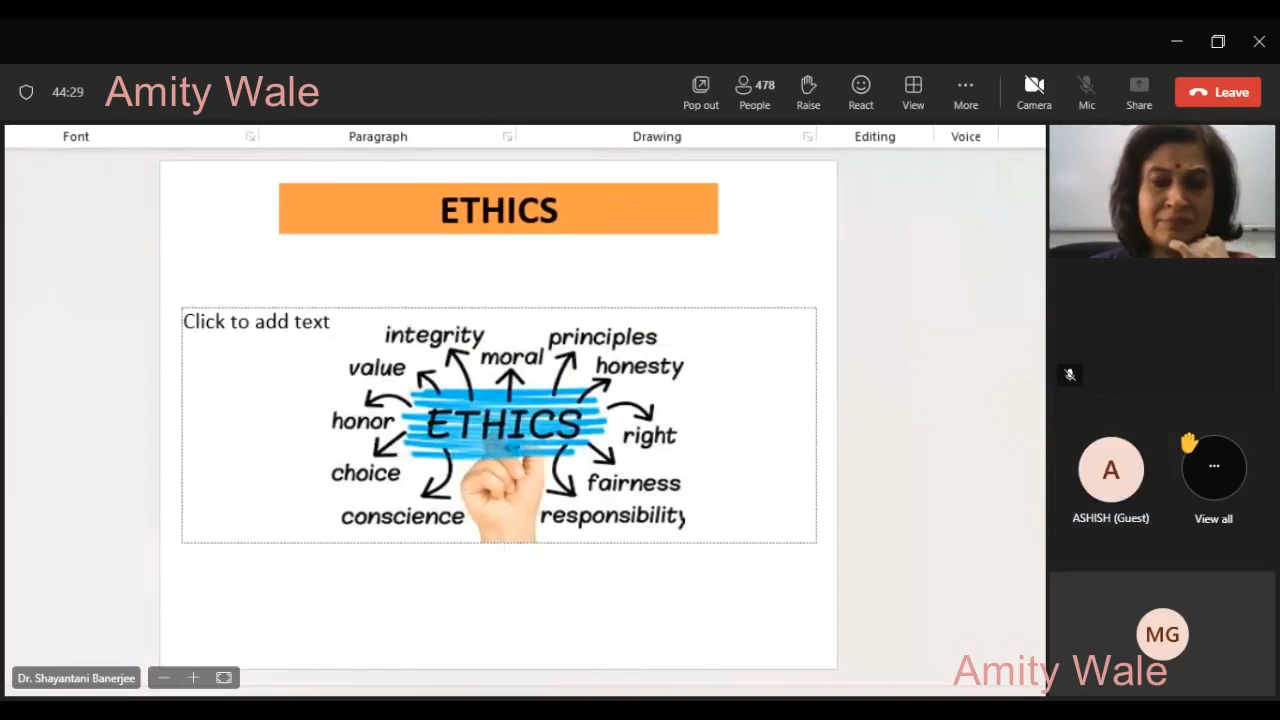 44:29
Amity Wale
478
Pop out People Raise React View More Camera Mic Share Leave
Font Paragraph Drawing Editing Voice
ETHICS
Click to add text
integrity principles
moral
value honesty
ETHICS
honor
right
choice
fairness
conscience responsibility
A
ASHISH (Guest) View all
MG
Amity Wale
Dr. Shayantani Banerjee